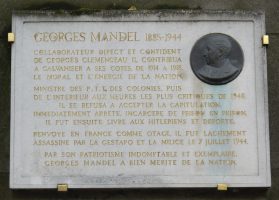 GEORGES MANDEL 1885-1944
COLLABORATEUR DIRECT ET CONFIDENT
DE GEORGES CLEMENCEAU IL CONTRIBUA
A GALVANISER A SES COTES DE 1914 A 1918
LE MORAL ET L'ENERGIE DE LA NATION.
MINISTRE DES P.T.T. DES COLONIES, PUIS
DE L'INTERIEUR AUX HEURES LES PLUS CRITIQUES DE 1940
IL SE REFUSA A ACCEPTER LA CAPITULATION.
IMMEDIATEMENT ARRETE, INCARCERE DE PRISON EN PRISON,
IL FUT ENSUITE LIVRE AUX HITLERIENS ET DEPORTE.
RENVOYE EN FRANCE COMME OTAGE, IL FUT LACHEMENT
ASSASSINE PAR LA GESTAPO ET LA MILICE LE 7 JUILLET 1944.
PAR SON PATRIOTISME INDOMPTABLE ET EXEMPLAIRE,
GEORGES MANDEL A BIEN MERITE DE LA NATION.